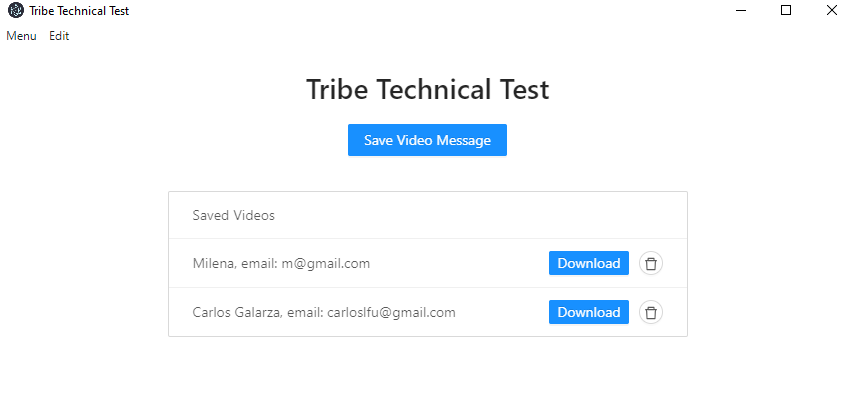 Tribe Technical Test
Menu Edit
Tribe Technical Test
Save Video Message
Saved Videos
Milena, email: m@gmail.com Download
Carlos Galarza, email: carloslfu@gmail.com Download